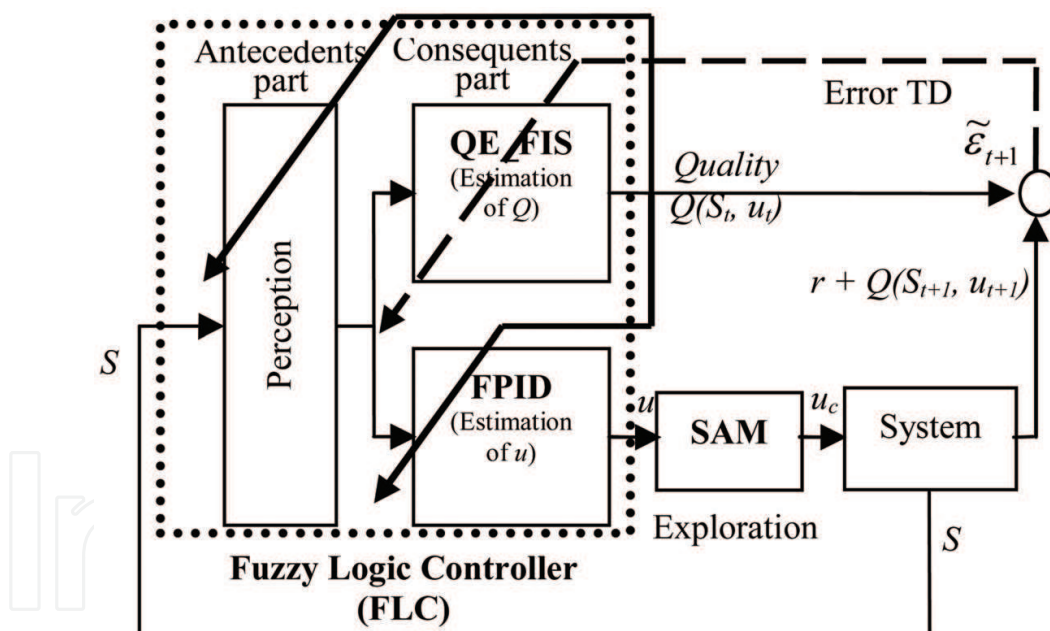 Antecedents
part
Consequents
part
Error TD
QE_FIS
(Estimation
of Q)
Quality
Q(Sₜ, uₜ)
ε̃ₜ₊₁
r + Q(Sₜ₊₁, uₜ₊₁)
S
Perception
FPID
(Estimation
of u)
u
SAM
u_c
System
Exploration
S
Fuzzy Logic Controller
(FLC)